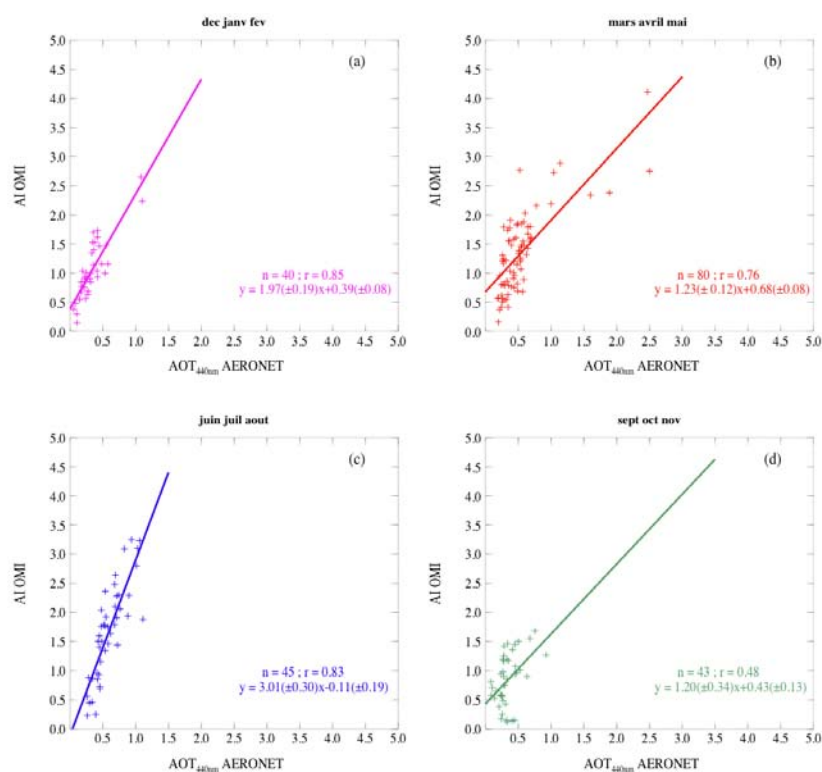 dec janv fev
(a)
5.0
4.5
4.0
3.5
3.0
2.5
2.0
1.5
1.0
0.5
0.0
AI OMI
n = 40 ; r = 0.85
y = 1.97(±0.19)x+0.39(±0.08)
0.5 1.0 1.5 2.0 2.5 3.0 3.5 4.0 4.5 5.0
AOT440nm AERONET
mars avril mai
(b)
5.0
4.5
4.0
3.5
3.0
2.5
2.0
1.5
1.0
0.5
0.0
AI OMI
n = 80 ; r = 0.76
y = 1.23(± 0.12)x+0.68(±0.08)
0.5 1.0 1.5 2.0 2.5 3.0 3.5 4.0 4.5 5.0
AOT440nm AERONET
juin juil aout
(c)
5.0
4.5
4.0
3.5
3.0
2.5
2.0
1.5
1.0
0.5
0.0
AI OMI
n = 45 ; r = 0.83
y = 3.01(±0.30)x-0.11(±0.19)
0.5 1.0 1.5 2.0 2.5 3.0 3.5 4.0 4.5 5.0
AOT440nm AERONET
sept oct nov
(d)
5.0
4.5
4.0
3.5
3.0
2.5
2.0
1.5
1.0
0.5
0.0
AI OMI
n = 43 ; r = 0.48
y = 1.20(±0.34)x+0.43(±0.13)
0.5 1.0 1.5 2.0 2.5 3.0 3.5 4.0 4.5 5.0
AOT440nm AERONET